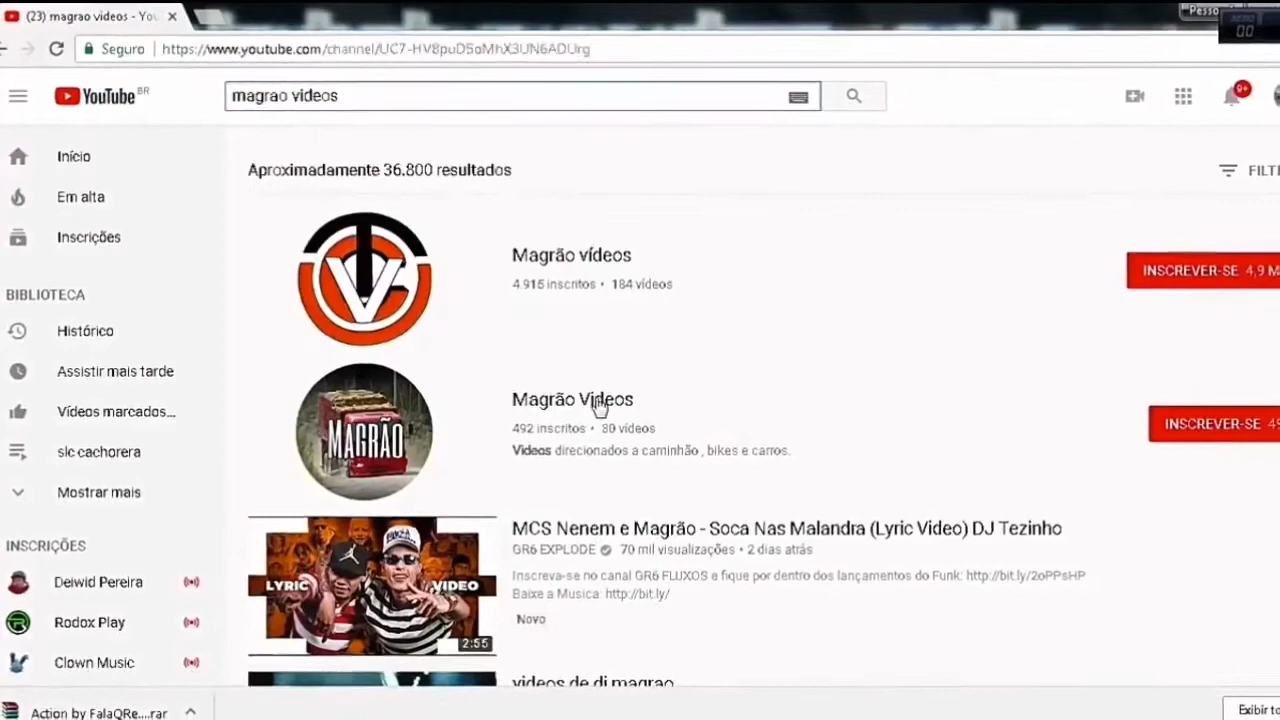 (23) magrao videos - You
Pesso
00
Seguro https://www.youtube.com/channel/UC7-HV8puD5oMhX3UN6ADUrg
YouTube BR
magrao videos
9+
Início
Em alta
Inscrições
BIBLIOTECA
Histórico
Assistir mais tarde
Vídeos marcados...
slc cachorera
Mostrar mais
INSCRIÇÕES
Deiwid Pereira
Rodox Play
Clown Music
Aproximadamente 36.800 resultados
FILT
Magrão vídeos
4.915 inscritos • 184 vídeos
INSCREVER-SE 4,9 M
MAGRÃO
Magrão Videos
492 inscritos • 80 vídeos
Videos direcionados a caminhão , bikes e carros.
INSCREVER-SE 49
LYRIC VIDEO
2:55
MCS Nenem e Magrão - Soca Nas Malandra (Lyric Video) DJ Tezinho
GR6 EXPLODE 70 mil visualizações • 2 dias atrás
Inscreva-se no canal GR6 FLUXOS e fique por dentro dos lançamentos do Funk: http://bit.ly/2oPPsHP
Baixe a Musica: http://bit.ly/
Novo
videos de dj magrao
Action by FalaQRe....rar
Exibir to